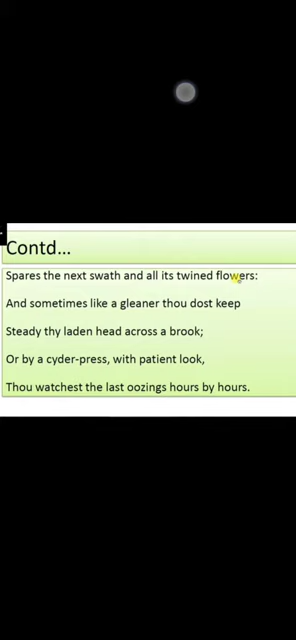 Contd...
Spares the next swath and all its twined flowers:
And sometimes like a gleaner thou dost keep
Steady thy laden head across a brook;
Or by a cyder-press, with patient look,
Thou watchest the last oozings hours by hours.